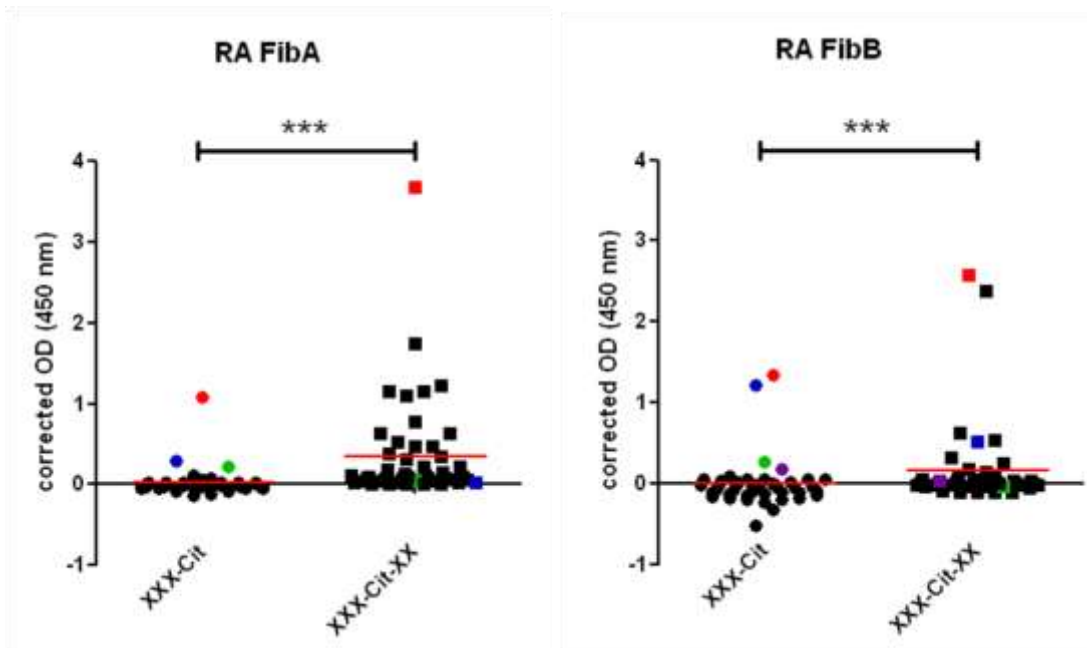 RA FibA
***
4
3
2
1
0
-1
corrected OD (450 nm)
XXX-Cit
XXX-Cit-XX
RA FibB
***
4
3
2
1
0
-1
corrected OD (450 nm)
XXX-Cit
XXX-Cit-XX